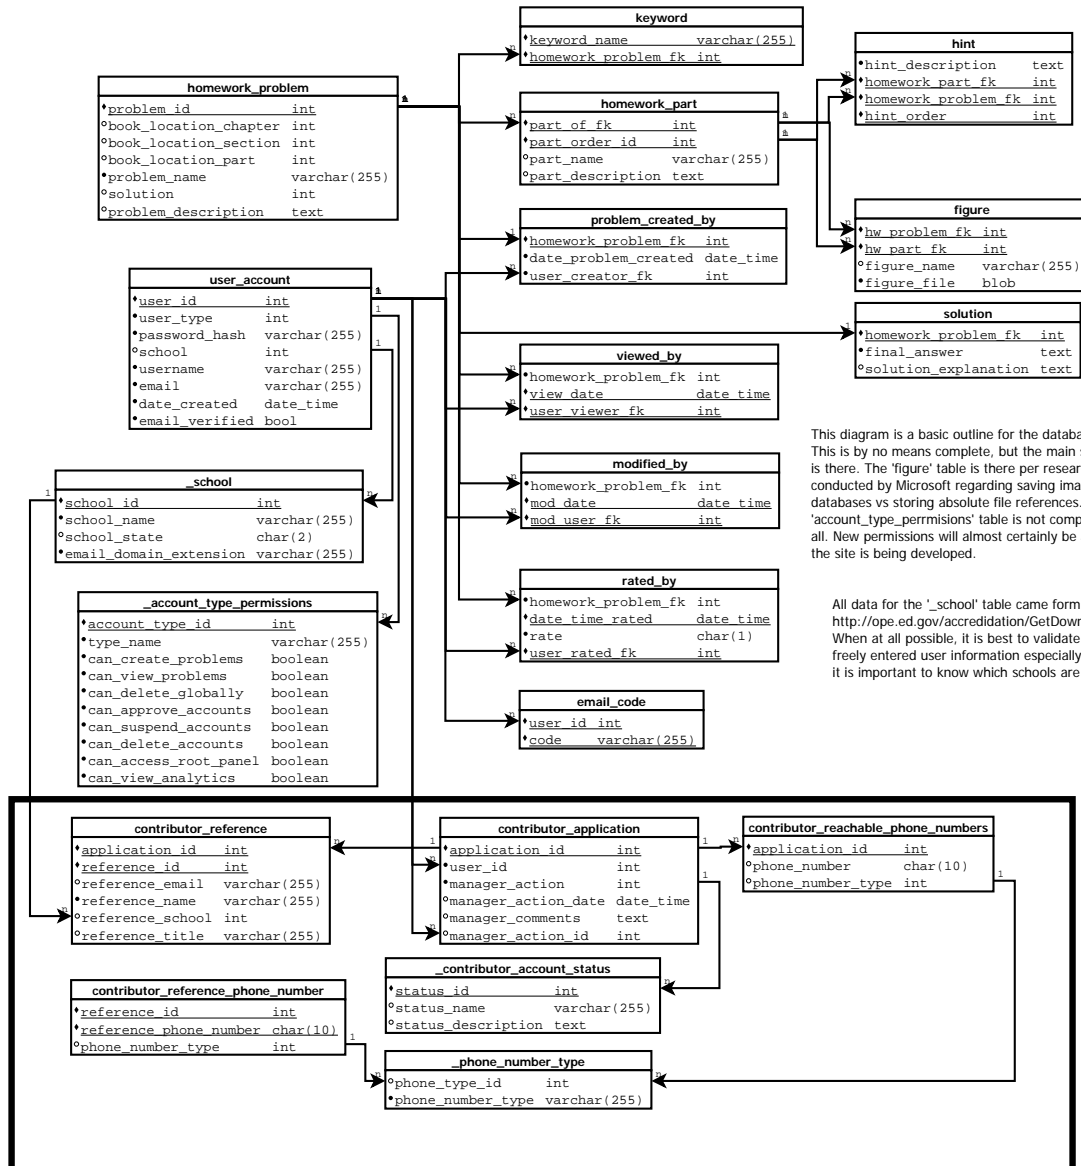 keyword
keyword_name varchar(255)
homework_problem_fk int
hint
hint_description text
homework_part_fk int
homework_problem_fk int
hint_order int
homework_problem
problem_id int
book_location_chapter int
book_location_section int
book_location_part int
problem_name varchar(255)
solution int
problem_description text
homework_part
part_of_fk int
part_order_id int
part_name varchar(255)
part_description text
problem_created_by
homework_problem_fk int
date_problem_created date_time
user_creator_fk int
figure
hw_problem_fk int
hw_part_fk int
figure_name varchar(255)
figure_file blob
user_account
user_id int
user_type int
password_hash varchar(255)
school int
username varchar(255)
email varchar(255)
date_created date_time
email_verified bool
solution
homework_problem_fk int
final_answer text
solution_explanation text
viewed_by
homework_problem_fk int
view_date date_time
user_viewer_fk int
This diagram is a basic outline for the databa
This is by no means complete, but the main s
is there. The 'figure' table is there per resear
conducted by Microsoft regarding saving ima
databases vs storing absolute file references.
'account_type_perrmisions' table is not comp
all. New permissions will almost certainly be
the site is being developed.
modified_by
homework_problem_fk int
mod_date date_time
mod_user_fk int
_school
school_id int
school_name varchar(255)
school_state char(2)
email_domain_extension varchar(255)
rated_by
homework_problem_fk int
date_time_rated date_time
rate char(1)
user_rated_fk int
All data for the '_school' table came form
http://ope.ed.gov/accredidation/GetDown
When at all possible, it is best to validate
freely entered user information especially
it is important to know which schools are
_account_type_permissions
account_type_id int
type_name varchar(255)
can_create_problems boolean
can_view_problems boolean
can_delete_globally boolean
can_approve_accounts boolean
can_suspend_accounts boolean
can_delete_accounts boolean
can_access_root_panel boolean
can_view_analytics boolean
email_code
user_id int
code varchar(255)
contributor_reference
application_id int
reference_id int
reference_email varchar(255)
reference_name varchar(255)
reference_school int
reference_title varchar(255)
contributor_application
application_id int
user_id int
manager_action int
manager_action_date date_time
manager_comments text
manager_action_id int
contributor_reachable_phone_numbers
application_id int
phone_number char(10)
phone_number_type int
_contributor_account_status
status_id int
status_name varchar(255)
status_description text
contributor_reference_phone_number
reference_id int
reference_phone_number char(10)
phone_number_type int
_phone_number_type
phone_type_id int
phone_number_type varchar(255)